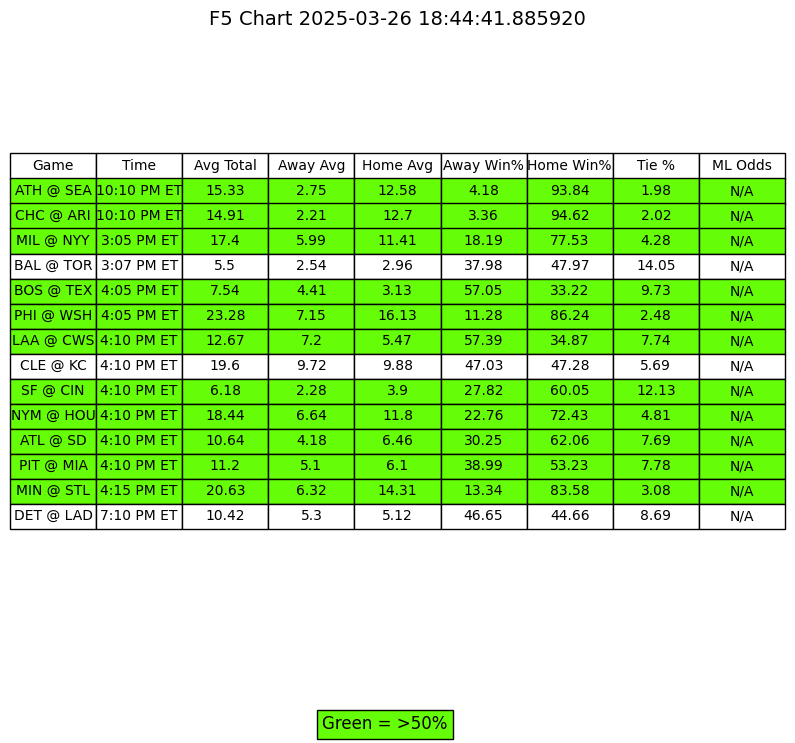 F5 Chart 2025-03-26 18:44:41.885920
Game Time Avg Total Away Avg Home Avg Away Win% Home Win% Tie % ML Odds
ATH @ SEA 10:10 PM ET 15.33 2.75 12.58 4.18 93.84 1.98 N/A
CHC @ ARI 10:10 PM ET 14.91 2.21 12.7 3.36 94.62 2.02 N/A
MIL @ NYY 3:05 PM ET 17.4 5.99 11.41 18.19 77.53 4.28 N/A
BAL @ TOR 3:07 PM ET 5.5 2.54 2.96 37.98 47.97 14.05 N/A
BOS @ TEX 4:05 PM ET 7.54 4.41 3.13 57.05 33.22 9.73 N/A
PHI @ WSH 4:05 PM ET 23.28 7.15 16.13 11.28 86.24 2.48 N/A
LAA @ CWS 4:10 PM ET 12.67 7.2 5.47 57.39 34.87 7.74 N/A
CLE @ KC 4:10 PM ET 19.6 9.72 9.88 47.03 47.28 5.69 N/A
SF @ CIN 4:10 PM ET 6.18 2.28 3.9 27.82 60.05 12.13 N/A
NYM @ HOU 4:10 PM ET 18.44 6.64 11.8 22.76 72.43 4.81 N/A
ATL @ SD 4:10 PM ET 10.64 4.18 6.46 30.25 62.06 7.69 N/A
PIT @ MIA 4:10 PM ET 11.2 5.1 6.1 38.99 53.23 7.78 N/A
MIN @ STL 4:15 PM ET 20.63 6.32 14.31 13.34 83.58 3.08 N/A
DET @ LAD 7:10 PM ET 10.42 5.3 5.12 46.65 44.66 8.69 N/A
Green = >50%